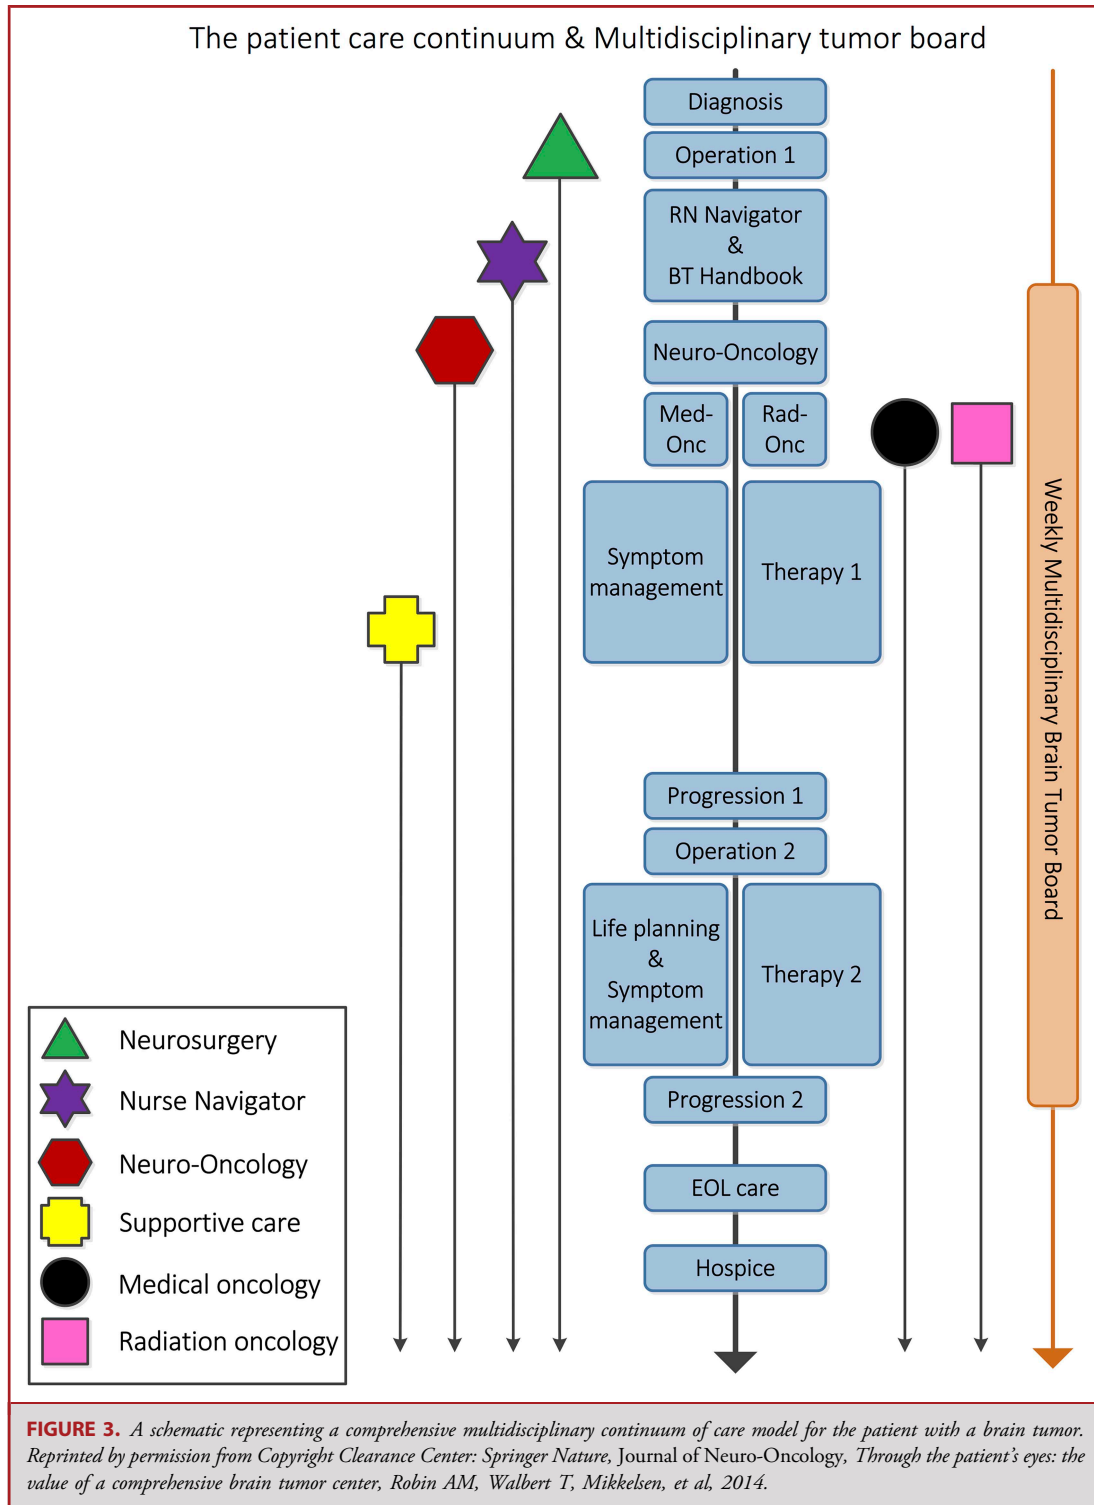 The patient care continuum & Multidisciplinary tumor board
Diagnosis
Operation 1
RN Navigator
&
BT Handbook
Neuro-Oncology
Med-
Onc
Rad-
Onc
Symptom
management
Therapy 1
Progression 1
Operation 2
Life planning
&
Symptom
management
Therapy 2
Progression 2
EOL care
Hospice
Weekly Multidisciplinary Brain Tumor Board
Neurosurgery
Nurse Navigator
Neuro-Oncology
Supportive care
Medical oncology
Radiation oncology
FIGURE 3. A schematic representing a comprehensive multidisciplinary continuum of care model for the patient with a brain tumor.
Reprinted by permission from Copyright Clearance Center: Springer Nature, Journal of Neuro-Oncology, Through the patient's eyes: the
value of a comprehensive brain tumor center, Robin AM, Walbert T, Mikkelsen, et al, 2014.